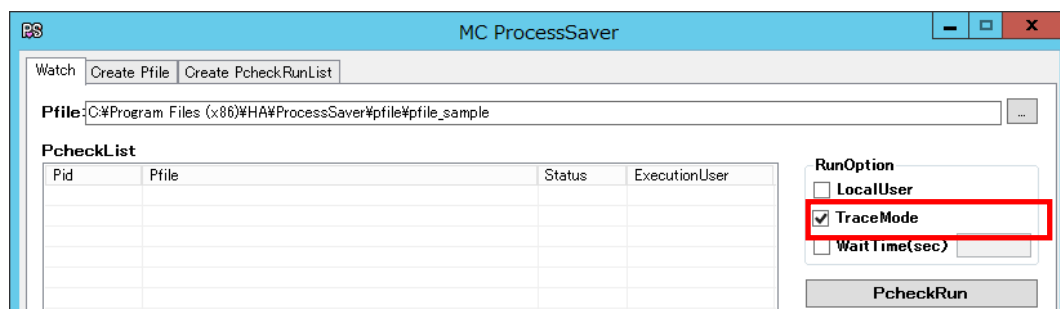 PS
MC ProcessSaver
x
Watch Create Pfile Create PcheckRunList
Pfile: C:¥Program Files (x86)¥HA¥ProcessSaver¥pfile¥pfile_sample ...
PcheckList
Pid Pfile Status ExecutionUser
RunOption
LocalUser
TraceMode
WaitTime(sec)
PcheckRun